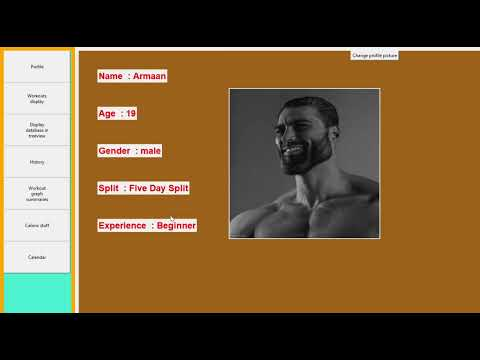 Change profile picture
Profile
Workouts
display
Display
database in
treeview
History
Workout
graph
summaries
Calorie stuff
Calendar
Name : Armaan
Age : 19
Gender : male
Split : Five Day Split
Experience : Beginner